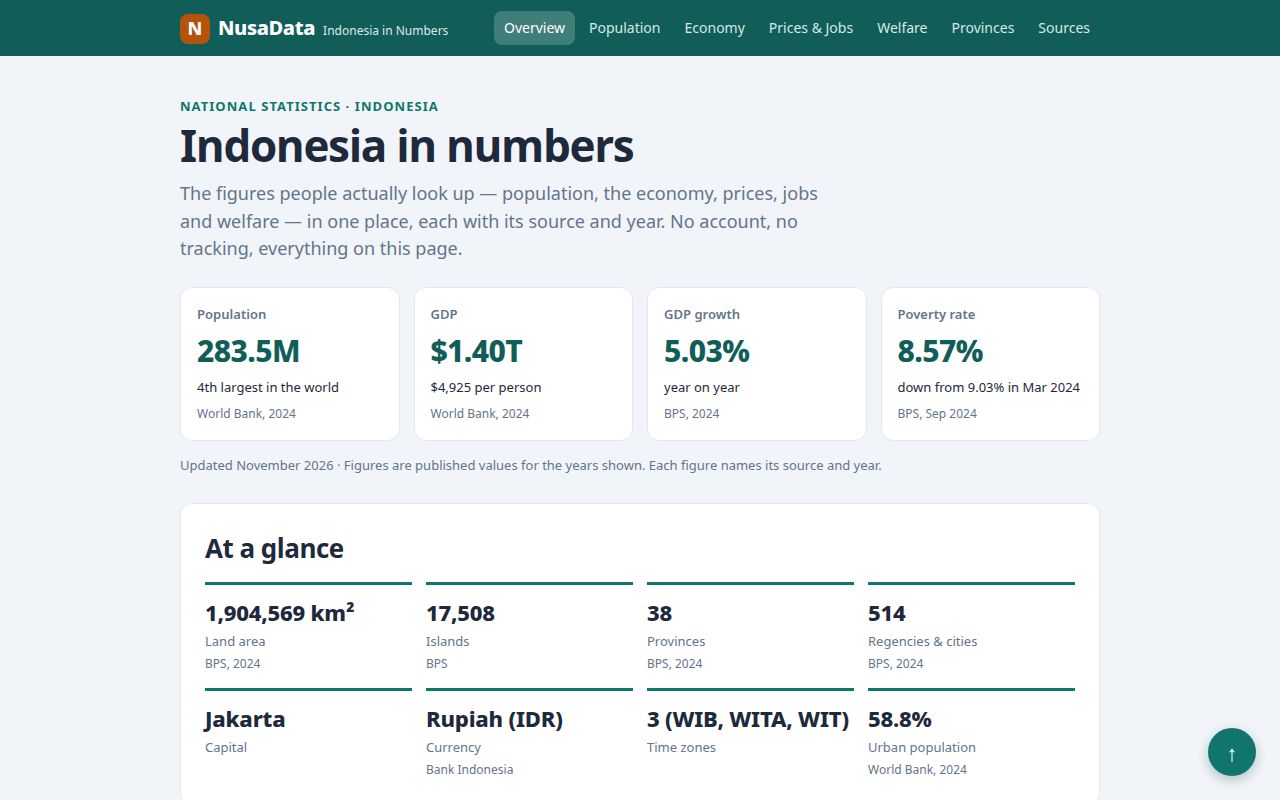 N NusaData Indonesia in Numbers Overview Population Economy Prices & Jobs Welfare Provinces Sources
NATIONAL STATISTICS · INDONESIA
Indonesia in numbers
The figures people actually look up — population, the economy, prices, jobs
and welfare — in one place, each with its source and year. No account, no
tracking, everything on this page.
Population
283.5M
4th largest in the world
World Bank, 2024
GDP
$1.40T
$4,925 per person
World Bank, 2024
GDP growth
5.03%
year on year
BPS, 2024
Poverty rate
8.57%
down from 9.03% in Mar 2024
BPS, Sep 2024
Updated November 2026 · Figures are published values for the years shown. Each figure names its source and year.
At a glance
1,904,569 km²
Land area
BPS, 2024
17,508
Islands
BPS
38
Provinces
BPS, 2024
514
Regencies & cities
BPS, 2024
Jakarta
Capital
Rupiah (IDR)
Currency
Bank Indonesia
3 (WIB, WITA, WIT)
Time zones
58.8%
Urban population
World Bank, 2024
↑